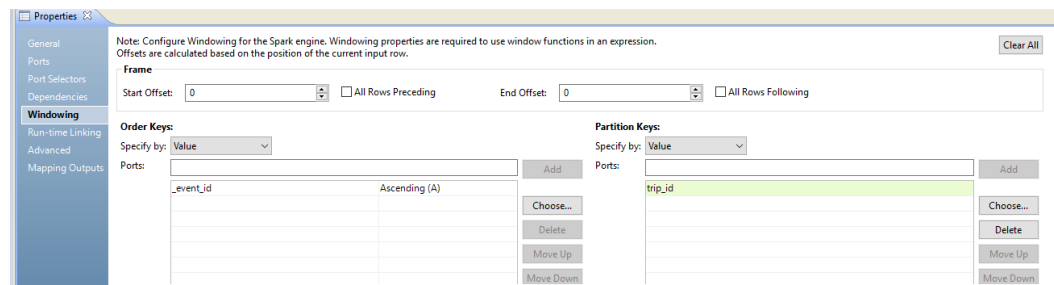 Properties
General
Ports
Port Selectors
Dependencies
Windowing
Run-time Linking
Advanced
Mapping Outputs
Note: Configure Windowing for the Spark engine. Windowing properties are required to use window functions in an expression.
Offsets are calculated based on the position of the current input row.
Clear All
Frame
Start Offset: 0 All Rows Preceding End Offset: 0 All Rows Following
Order Keys:
Specify by: Value
Ports: Add
_event_id Ascending (A)
Choose...
Delete
Move Up
Move Down
Partition Keys:
Specify by: Value
Ports: Add
trip_id
Choose...
Delete
Move Up
Move Down